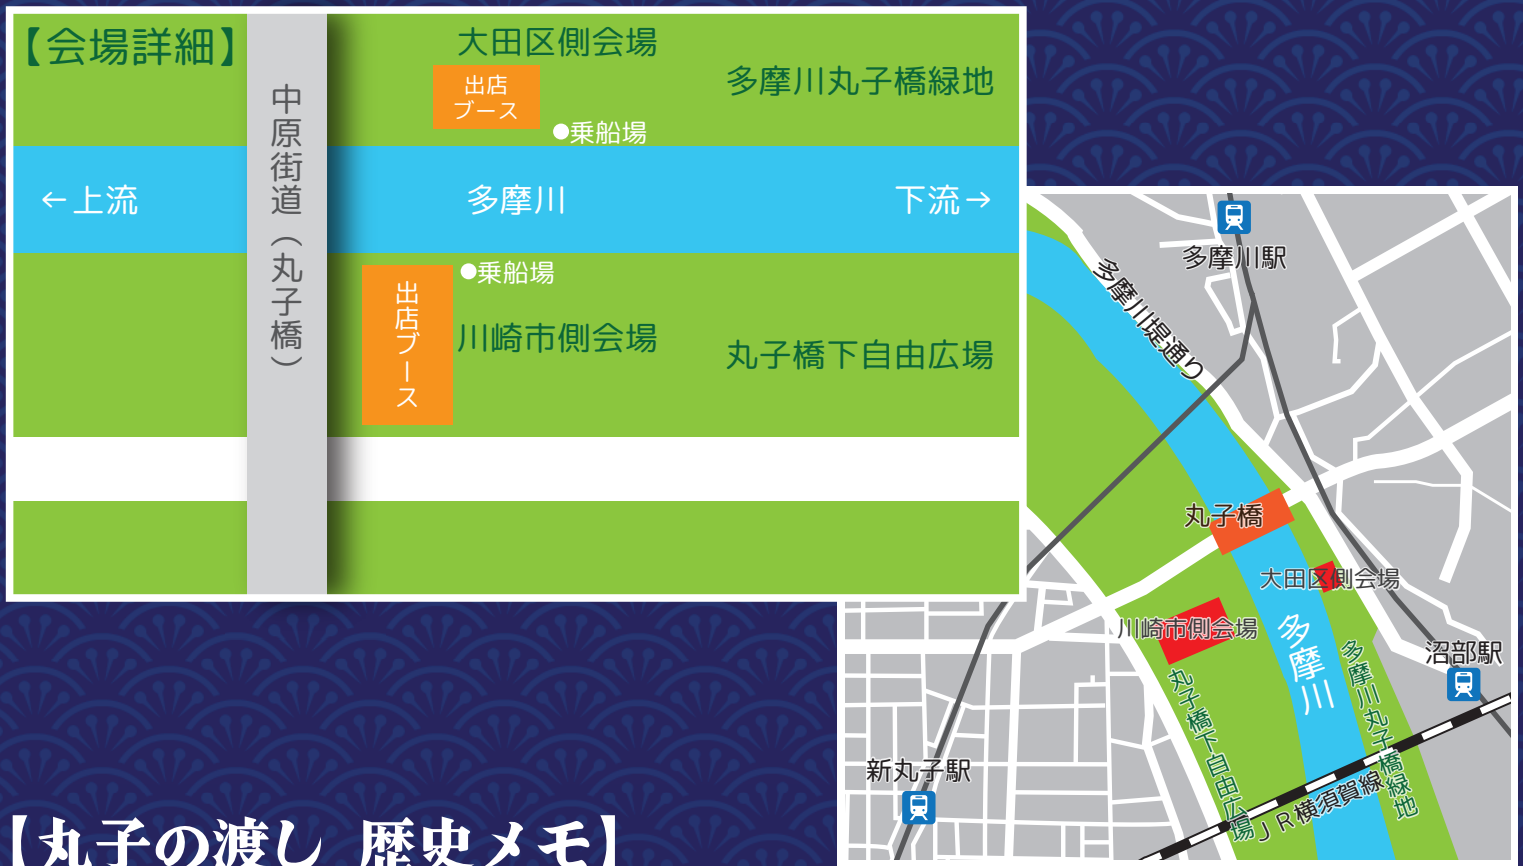 【会場詳細】
中原街道（丸子橋）
大田区側会場
出店
ブース
多摩川丸子橋緑地
●乗船場
←上流
多摩川
下流→
●乗船場
出店ブース
川崎市側会場
丸子橋下自由広場
多摩川駅
多摩川堤通り
丸子橋
大田区側会場
川崎市側会場
多摩川
沼部駅
多摩川丸子橋緑地
丸子橋下自由広場
新丸子駅
ＪＲ横須賀線
【丸子の渡し 歴史メモ】